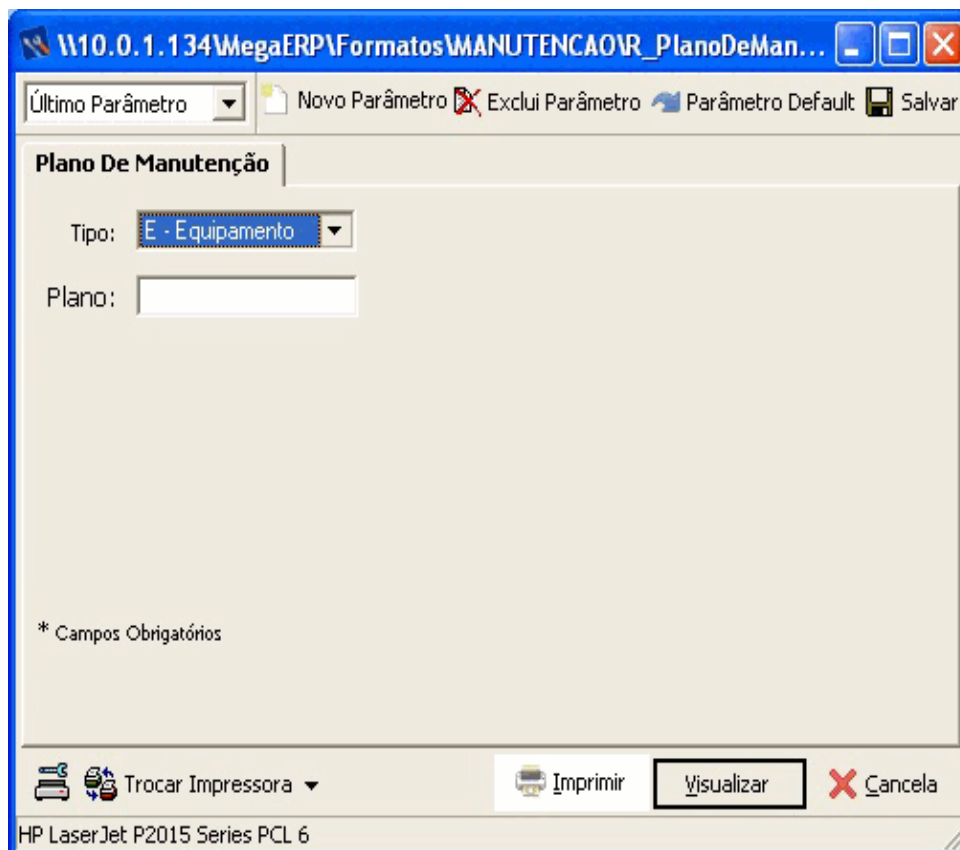 \\10.0.1.134\MegaERP\Formatos\MANUTENCAO\R_PlanoDeMan...
Último Parâmetro Novo Parâmetro Exclui Parâmetro Parâmetro Default Salvar
Plano De Manutenção
Tipo: E - Equipamento
Plano:
* Campos Obrigatórios
Trocar Impressora Imprimir Visualizar Cancela
HP LaserJet P2015 Series PCL 6